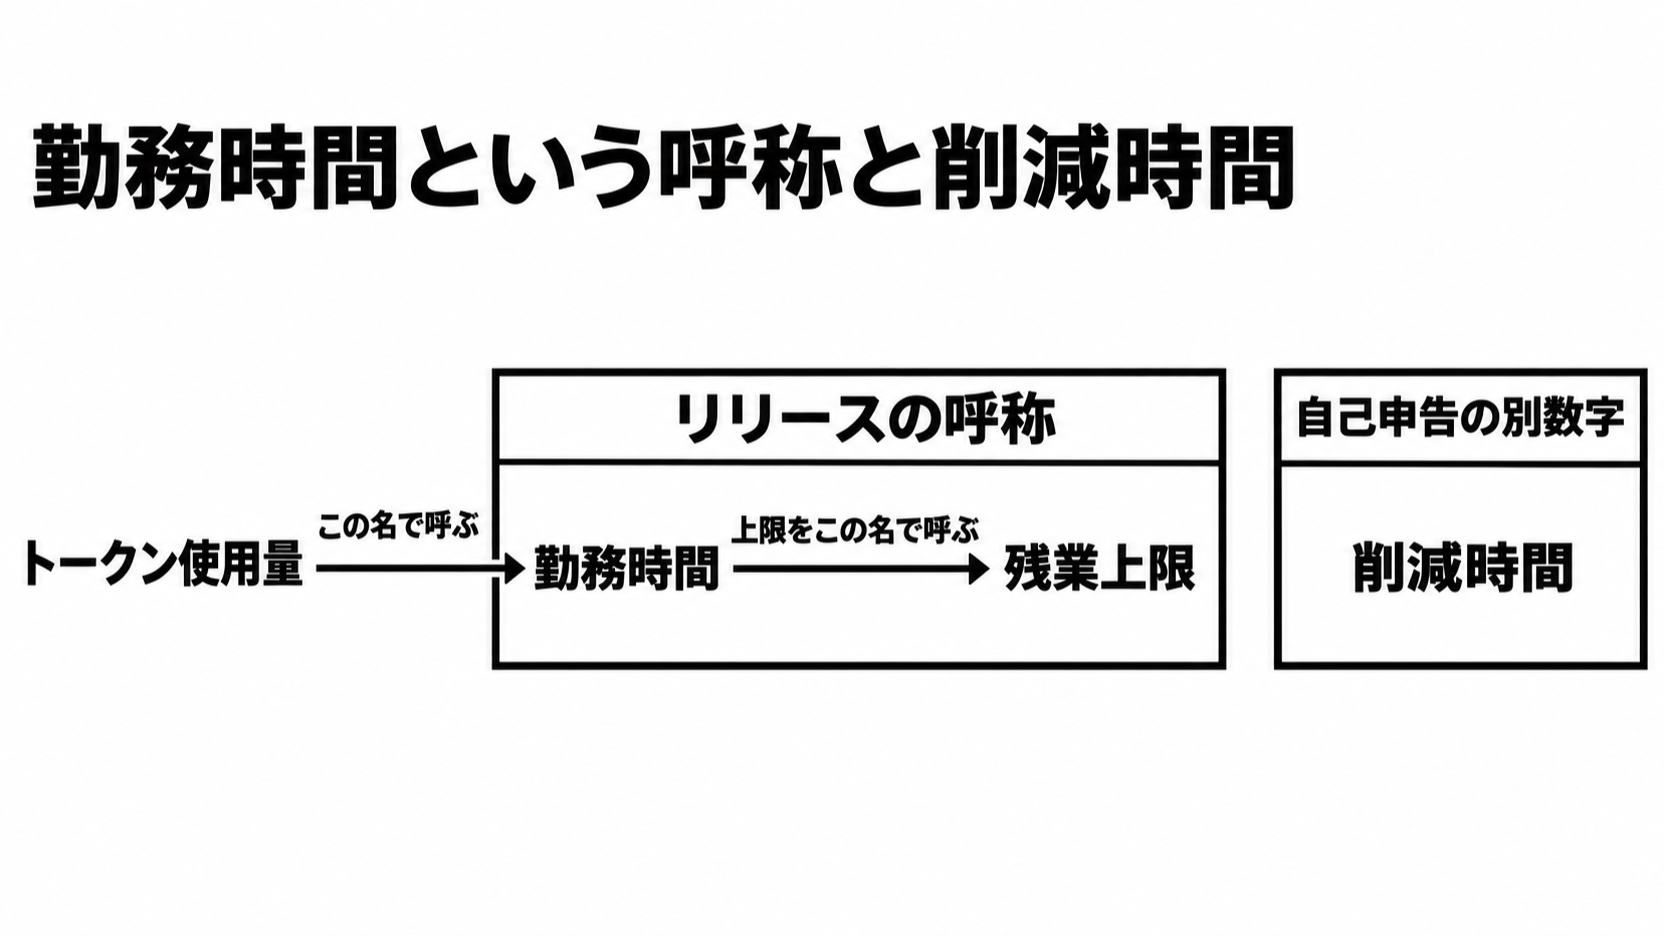 勤務時間という呼称と削減時間
リリースの呼称
自己申告の別数字
トークン使用量
この名で呼ぶ
勤務時間
上限をこの名で呼ぶ
残業上限
削減時間